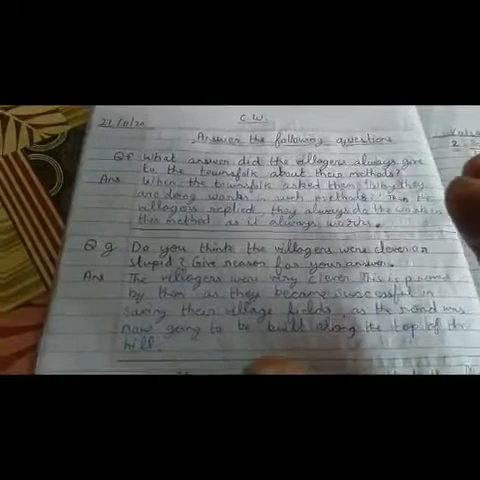 21/11/20
C W
Answer the following questions
Q f What answer did the villagers always give
to the townsfolk about their methods?
Ans When the townsfolk asked them why they
are doing works in such methods? Then the
villagers replied, they always do the work in
this method as it always works.
Q g Do you think the villagers were clever or
stupid? Give reason for your answer.
Ans The villagers were very clever. This is proved
by them as they became successful in
saving their village fields, as the road was
now going to be built along the top of the
hill.